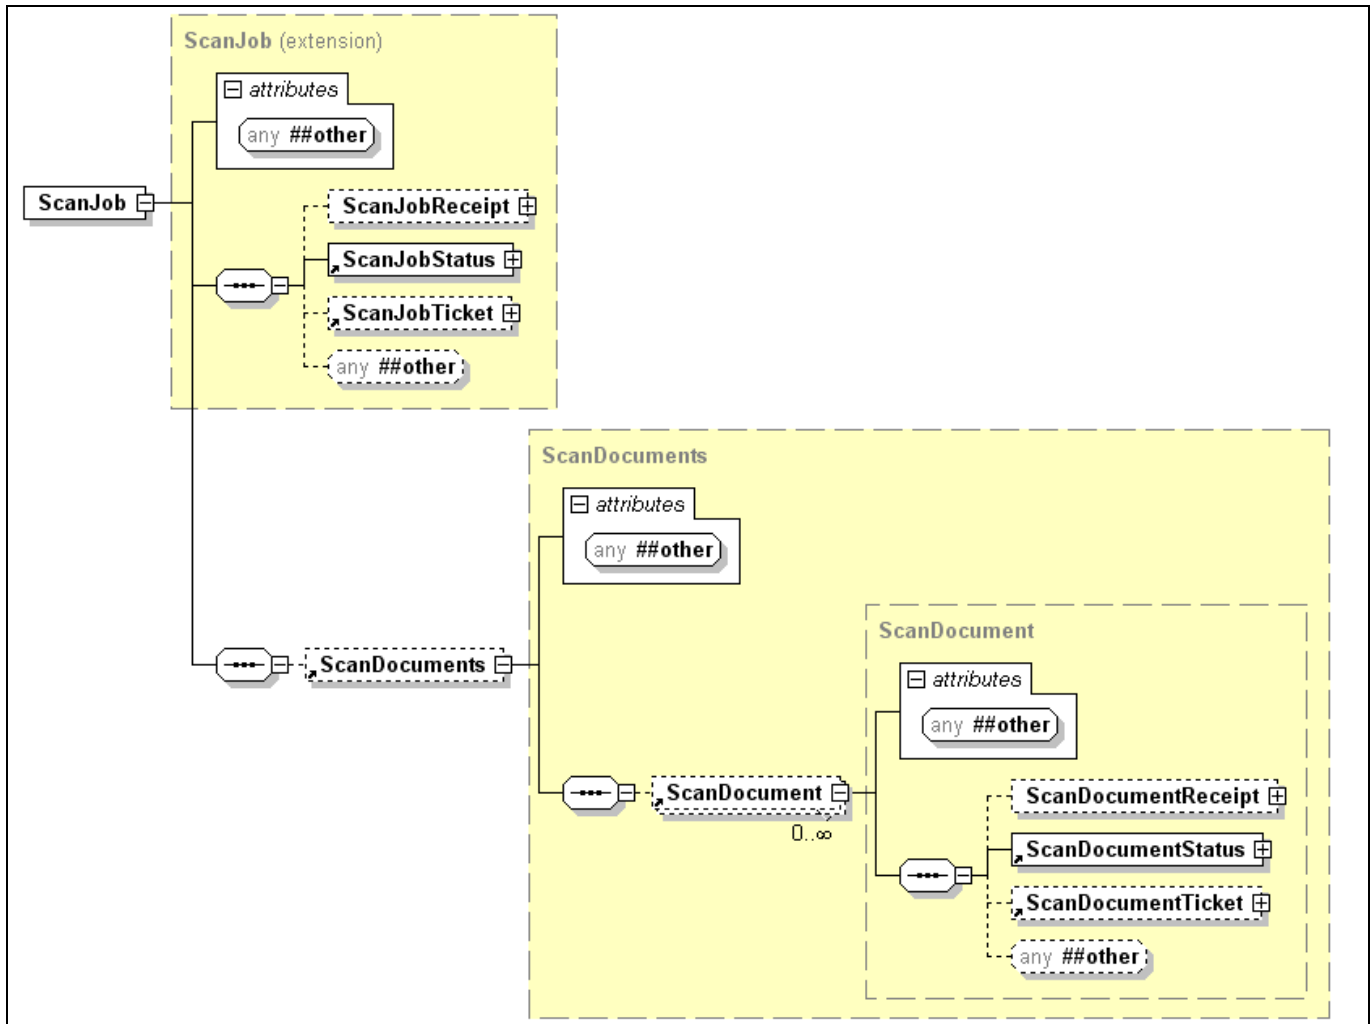 ScanJob (extension)
attributes
any ##other
ScanJob
ScanJobReceipt
ScanJobStatus
ScanJobTicket
any ##other
ScanDocuments
attributes
any ##other
ScanDocuments
ScanDocument
attributes
any ##other
ScanDocument
0..∞
ScanDocumentReceipt
ScanDocumentStatus
ScanDocumentTicket
any ##other